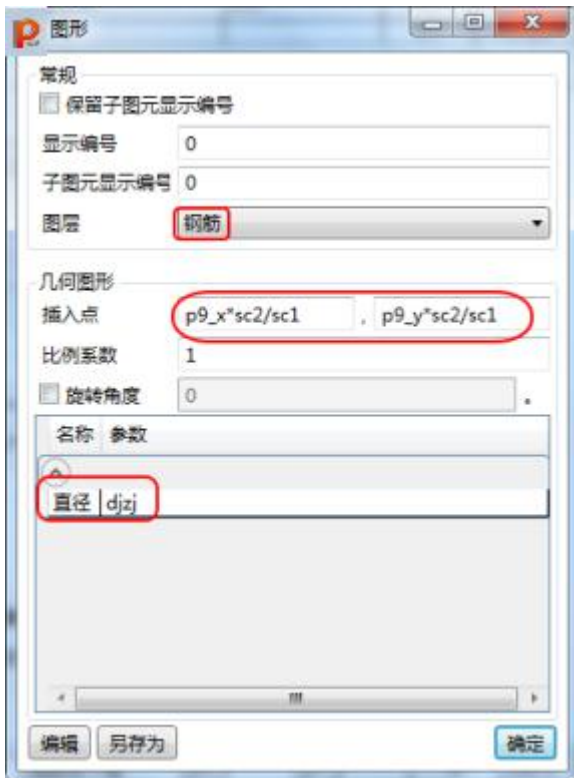 图形
常规
保留子图元显示编号
显示编号 0
子图元显示编号 0
图层 钢筋
几何图形
插入点 p9_x*sc2/sc1 , p9_y*sc2/sc1
比例系数 1
旋转角度 0 °
名称 参数
直径 djzj
编辑 另存为 确定